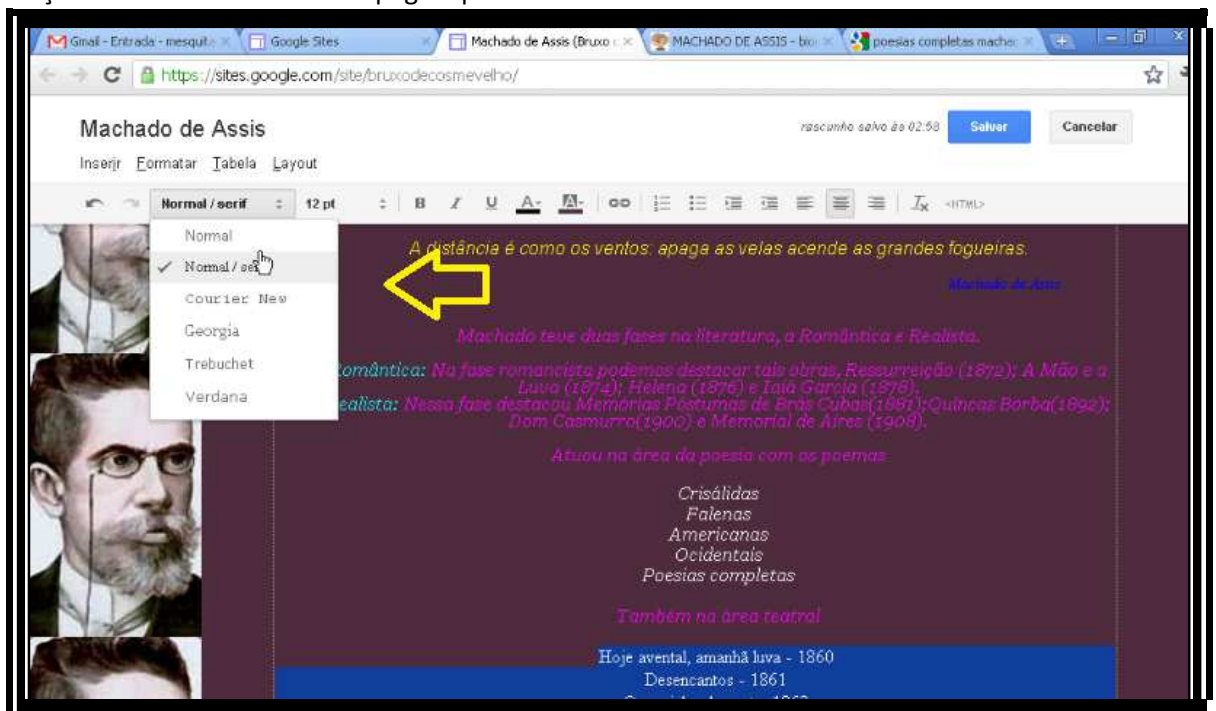 Gmail - Entrada - mesquita
Google Sites
Machado de Assis (Bruxo
MACHADO DE ASSIS - bio
poesias completas macha
https://sites.google.com/site/bruxodecosmevelho/
Machado de Assis
rascunho salvo às 02:58
Salvar
Cancelar
Inserir Formatar Tabela Layout
Normal / serif
12 pt
B I U A A
<HTML>
Normal
Normal / se
Courier New
Georgia
Trebuchet
Verdana
A distância é como os ventos: apaga as velas acende as grandes fogueiras.
Machado de Assis
Machado teve duas fases na literatura, a Romântica e Realista.
omântica: Na fase romancista podemos destacar tais obras, Ressurreição (1872); A Mão e a
Luva (1874); Helena (1876) e Iaiá Garcia (1878).
ealista: Nessa fase destacou Memórias Póstumas de Brás Cubas(1881);Quincas Borba(1892);
Dom Casmurro(1900) e Memorial de Aires (1908).
Atuou na área da poesia com os poemas
Crisálidas
Falenas
Americanas
Ocidentais
Poesias completas
Também na área teatral
Hoje avental, amanhã luva - 1860
Desencantos - 1861